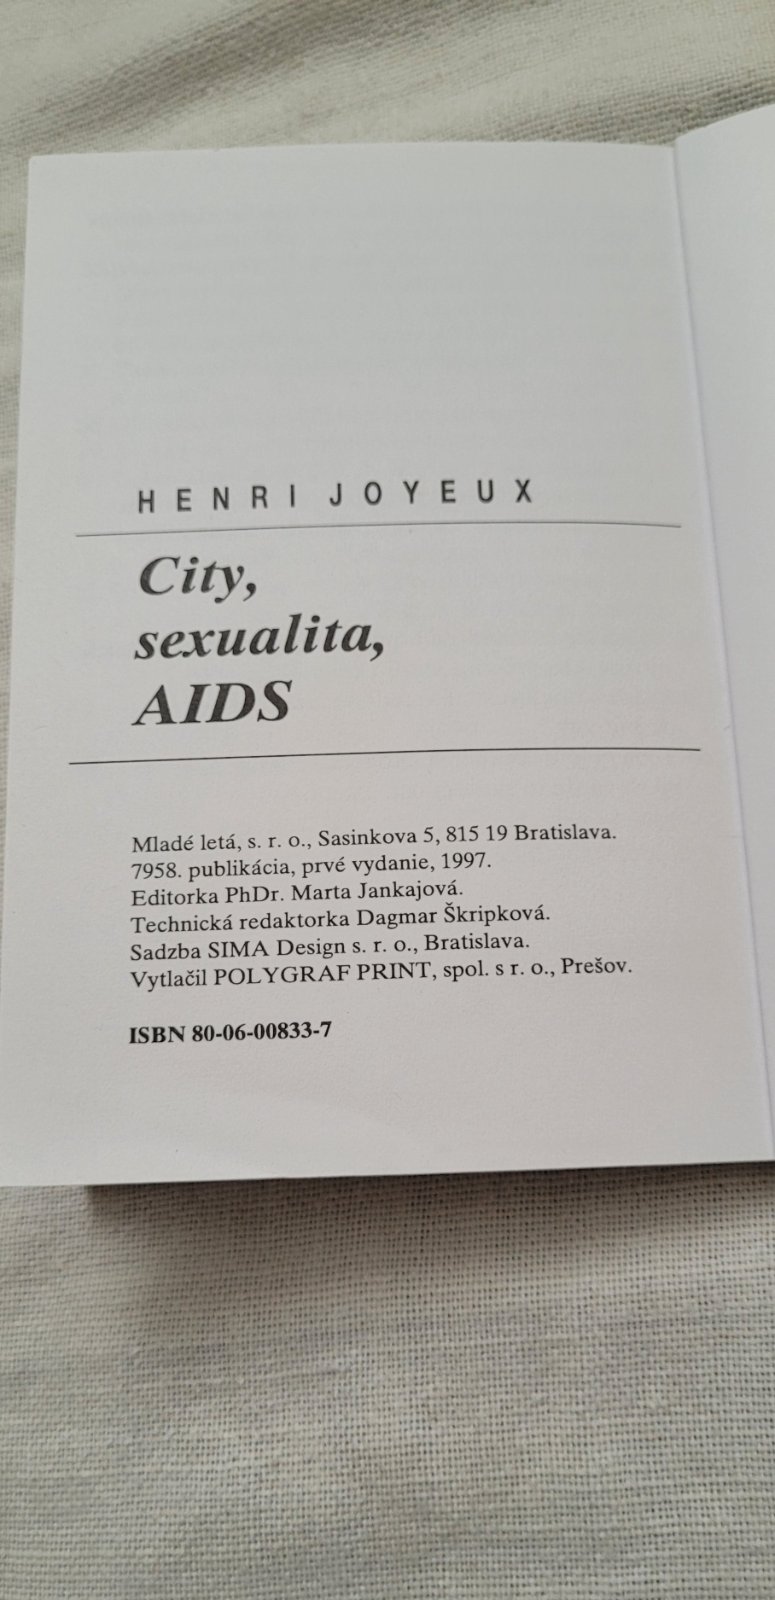 HENRI JOYEUX
City,
sexualita,
AIDS
Mladé letá, s. r. o., Sasinkova 5, 815 19 Bratislava.
7958. publikácia, prvé vydanie, 1997.
Editorka PhDr. Marta Jankajová.
Technická redaktorka Dagmar Škripková.
Sadzba SIMA Design s. r. o., Bratislava.
Vytlačil POLYGRAF PRINT, spol. s r. o., Prešov.
ISBN 80-06-00833-7